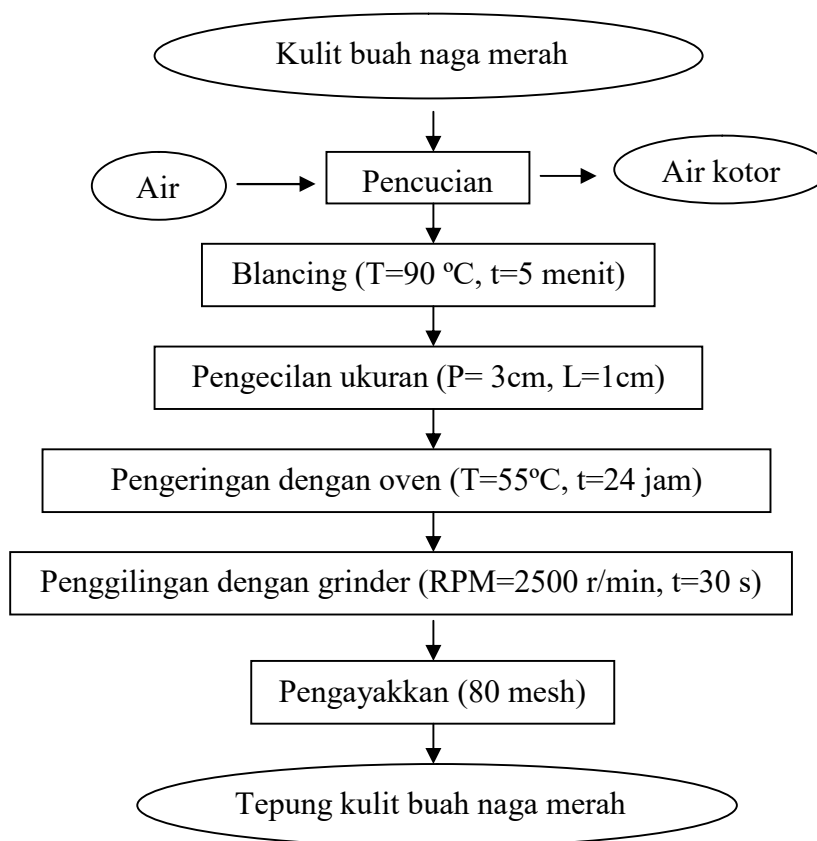 Kulit buah naga merah
Air
Pencucian
Air kotor
Blancing (T=90 ºC, t=5 menit)
Pengecilan ukuran (P= 3cm, L=1cm)
Pengeringan dengan oven (T=55ºC, t=24 jam)
Penggilingan dengan grinder (RPM=2500 r/min, t=30 s)
Pengayakkan (80 mesh)
Tepung kulit buah naga merah